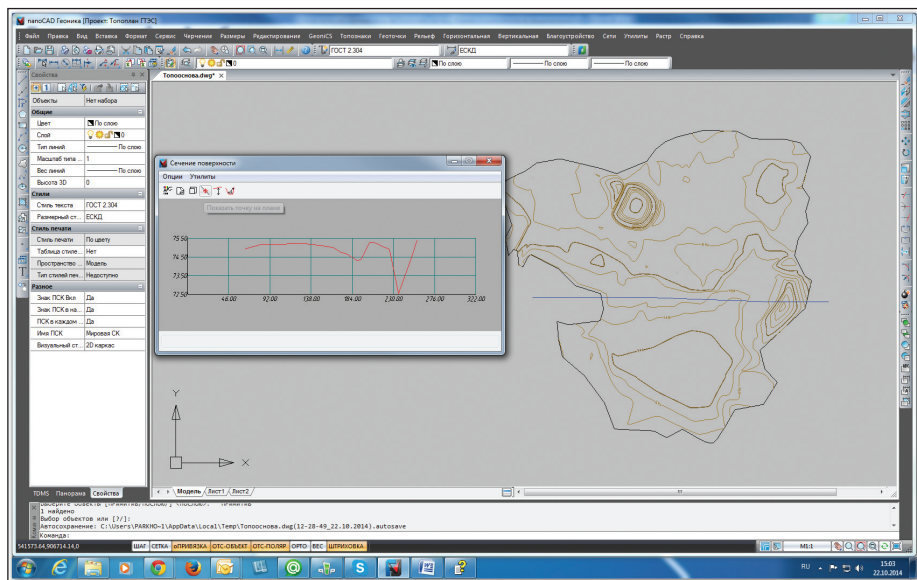 nanoCAD Геоника [Проект: Топоплан ГТЭС]
Файл Правка Вид Вставка Формат Сервис Черчение Размеры Редактирование GeomiCS Топознаки Геоточки Рельеф Горизонтальная Вертикальная Благоустройство Сети Утилиты Растр Справка
ГОСТ 2.304 ЕСКД
0 По слою По слою По слою
Свойства
Топооснова.dwg*
Объекты Нет набора
Общие
Цвет По слою
Слой 0
Тип линий По слою
Масштаб типа ... 1
Вес линий По слою
Высота 3D 0
Стили
Стиль текста ГОСТ 2.304
Размерный ст... ЕСКД
Стиль печати
Стиль печати По цвету
Таблица стиле... Нет
Пространство ... Модель
Тип стилей печ... Недоступно
Разное
Знак ПСК Вкл Да
Знак ПСК в на... Да
ПСК в каждом ... Да
Имя ПСК Мировая СК
Визуальный ст... 2D каркас
Сечение поверхности
Опции Утилиты
Показать точку на плане
75.50
74.50
73.50
72.50
46.00 92.00 138.00 184.00 230.00 276.00 322.00
Y
X
TDMS Панорама Свойства
Модель Лист1 Лист2
1 найдено
Выбор объектов или [?/]:
Автосохранение: C:\Users\PARKHO~1\AppData\Local\Temp\Топооснова.dwg(12-28-49_22.10.2014).autosave
Команда:
541573.64,906714.14,0 ШАГ СЕТКА оПРИВЯЗКА ОТС-ОБЪЕКТ ОТС-ПОЛЯР ОРТО ВЕС ШТРИХОВКА М1:1
RU 15:03
22.10.2014